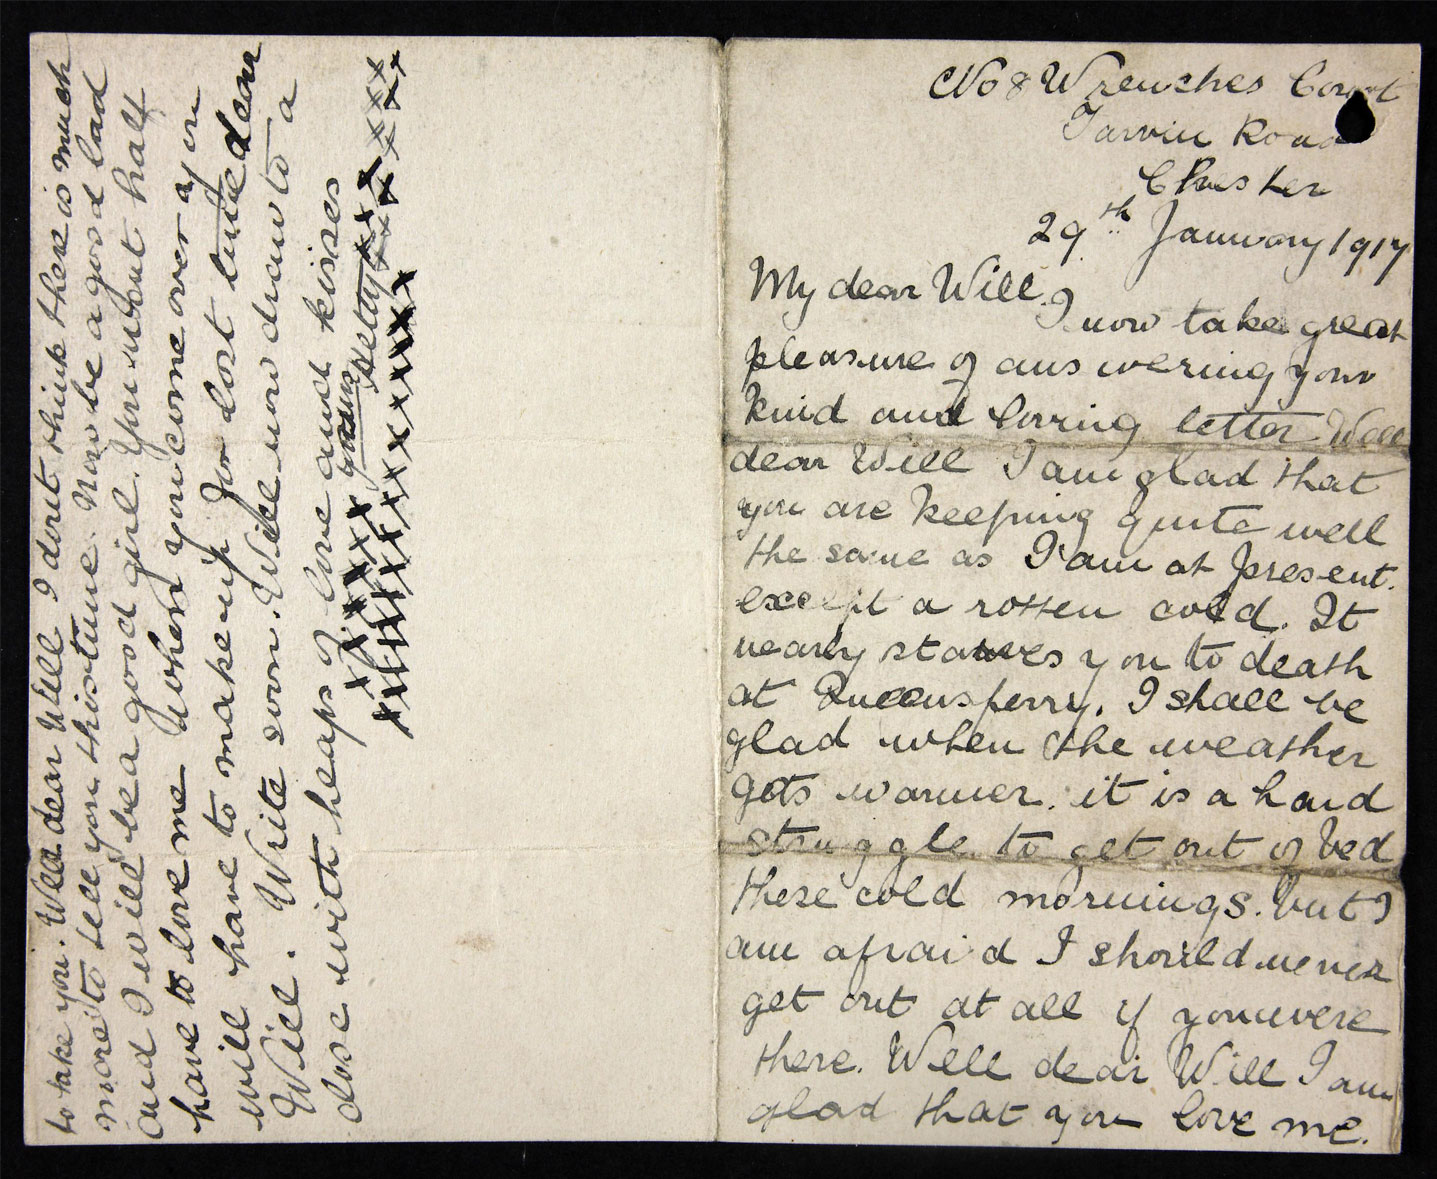 No 8 Wrenches Court
Tarvin Road
Chester
29th January 1917
My dear Will.
I now take great
pleasure of answering your
kind and loving letter Well
dear Will I am glad that
you are keeping quite well
the same as I am at present.
except a rotten cold. It
nearly starves you to death
at Queensferry. I shall be
glad when the weather
gets warmer. it is a hard
struggle to get out of bed
these cold mornings. but I
am afraid I should never
get out at all if you were
there. Well dear Will I am
glad that you love me.
to take you. Well dear Will I dont think there is much
more to tell you this time. Now be a good lad
and I will be a good girl. You want half
have to love me when you come over you
will have to make up for lost time dear
Will. Write soon. Will now draw to a
close with heaps of love and kisses
xxxxxxx yours Hetty xxxxxxx
xxxxxxxxxxxxxxxxxxxx